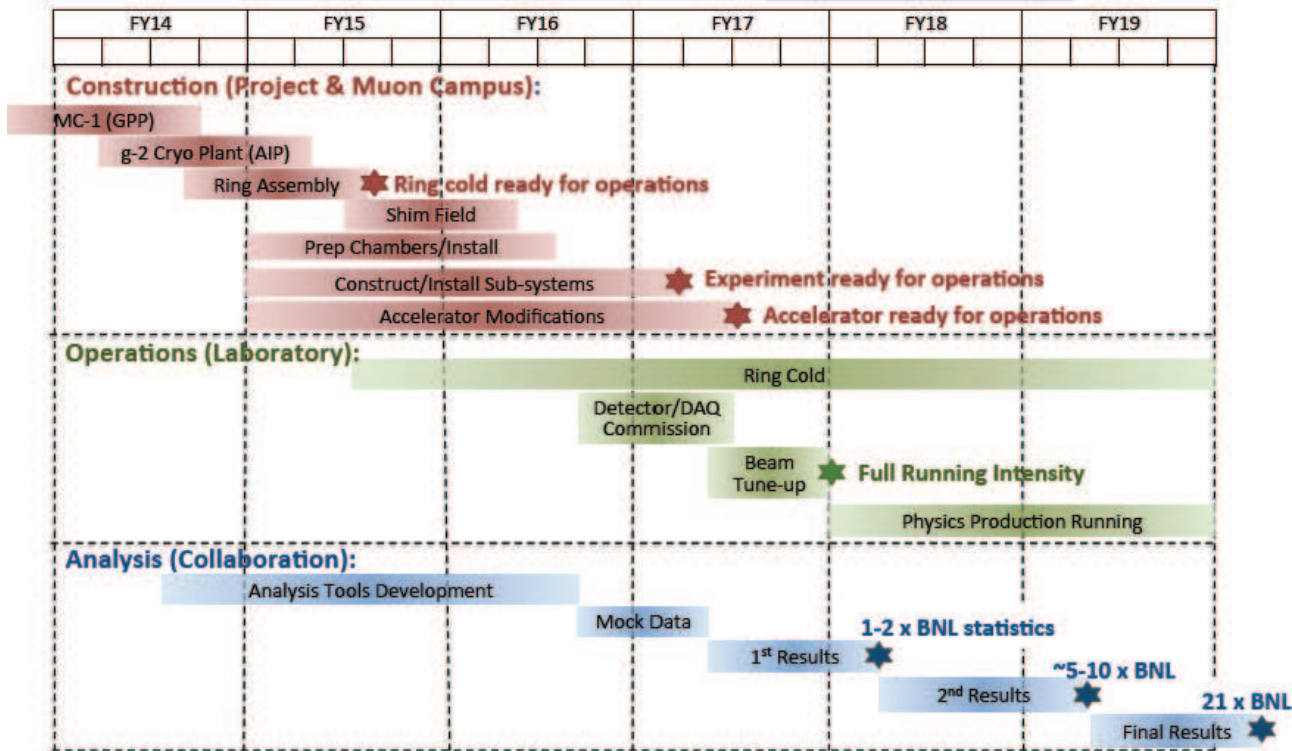 FY14 FY15 FY16 FY17 FY18 FY19
Construction (Project & Muon Campus):
MC-1 (GPP)
g-2 Cryo Plant (AIP)
Ring Assembly Ring cold ready for operations
Shim Field
Prep Chambers/Install
Construct/Install Sub-systems Experiment ready for operations
Accelerator Modifications Accelerator ready for operations
Operations (Laboratory):
Ring Cold
Detector/DAQ
Commission
Beam
Tune-up
Full Running Intensity
Physics Production Running
Analysis (Collaboration):
Analysis Tools Development
Mock Data
1-2 x BNL statistics
1st Results
~5-10 x BNL
2nd Results
21 x BNL
Final Results